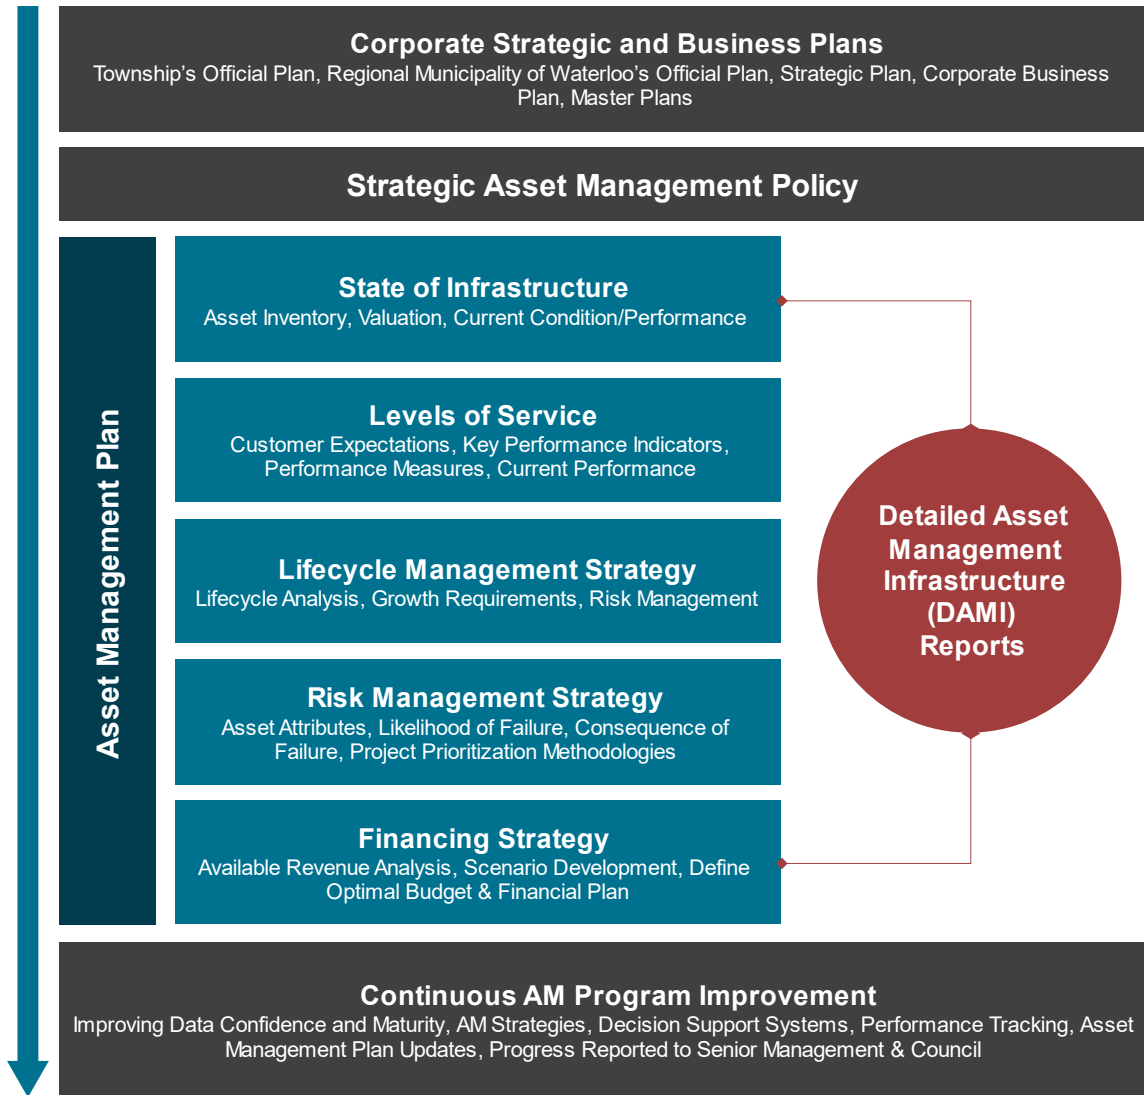 Corporate Strategic and Business Plans
Township's Official Plan, Regional Municipality of Waterloo's Official Plan, Strategic Plan, Corporate Business
Plan, Master Plans
Strategic Asset Management Policy
Asset Management Plan
State of Infrastructure
Asset Inventory, Valuation, Current Condition/Performance
Levels of Service
Customer Expectations, Key Performance Indicators,
Performance Measures, Current Performance
Lifecycle Management Strategy
Lifecycle Analysis, Growth Requirements, Risk Management
Risk Management Strategy
Asset Attributes, Likelihood of Failure, Consequence of
Failure, Project Prioritization Methodologies
Financing Strategy
Available Revenue Analysis, Scenario Development, Define
Optimal Budget & Financial Plan
Detailed Asset
Management
Infrastructure
(DAMI)
Reports
Continuous AM Program Improvement
Improving Data Confidence and Maturity, AM Strategies, Decision Support Systems, Performance Tracking, Asset
Management Plan Updates, Progress Reported to Senior Management & Council